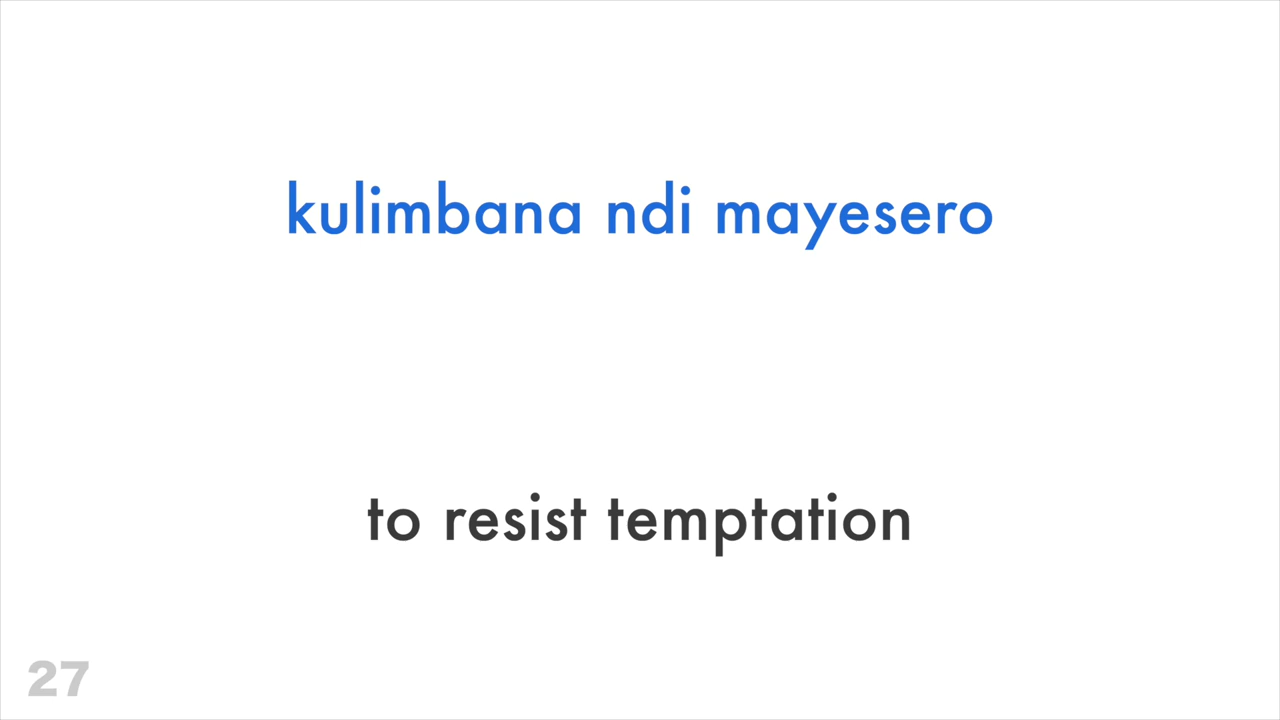 kulimbana ndi mayesero
to resist temptation
27